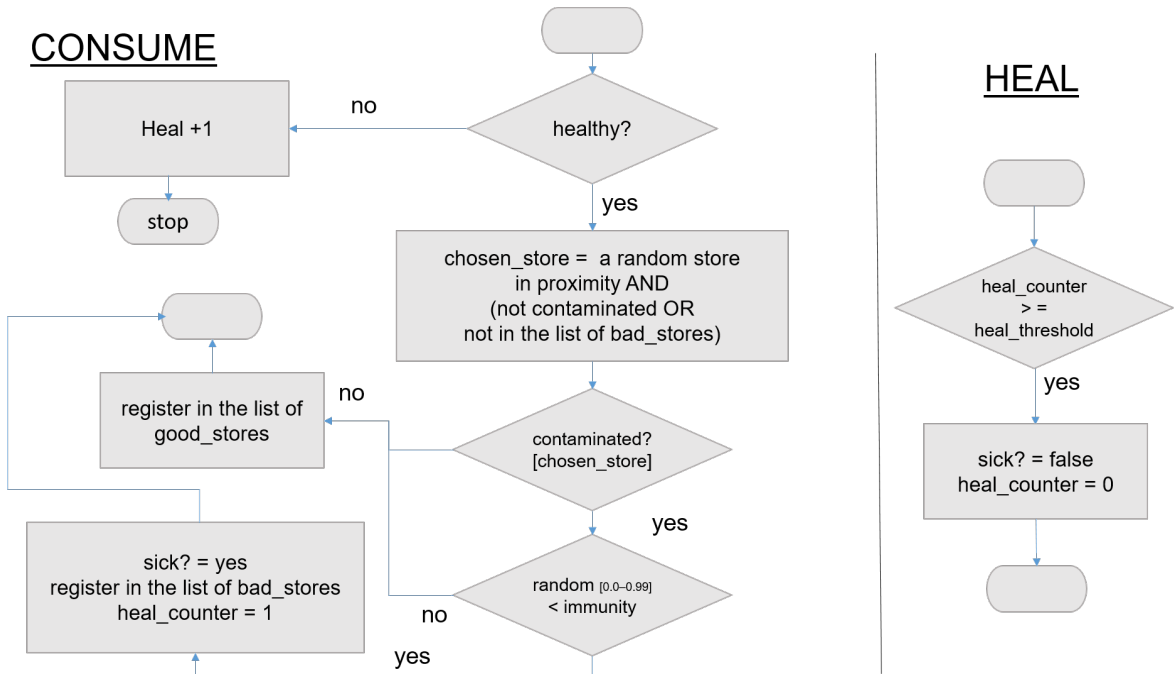 CONSUME
healthy?
no
Heal +1
stop
yes
chosen_store =  a random store
in proximity AND
(not contaminated OR
not in the list of bad_stores)
contaminated?
[chosen_store]
no
register in the list of
good_stores
yes
random [0.0–0.99]
< immunity
no
yes
sick? = yes
register in the list of bad_stores
heal_counter = 1
HEAL
heal_counter
> =
heal_threshold
yes
sick? = false
heal_counter = 0